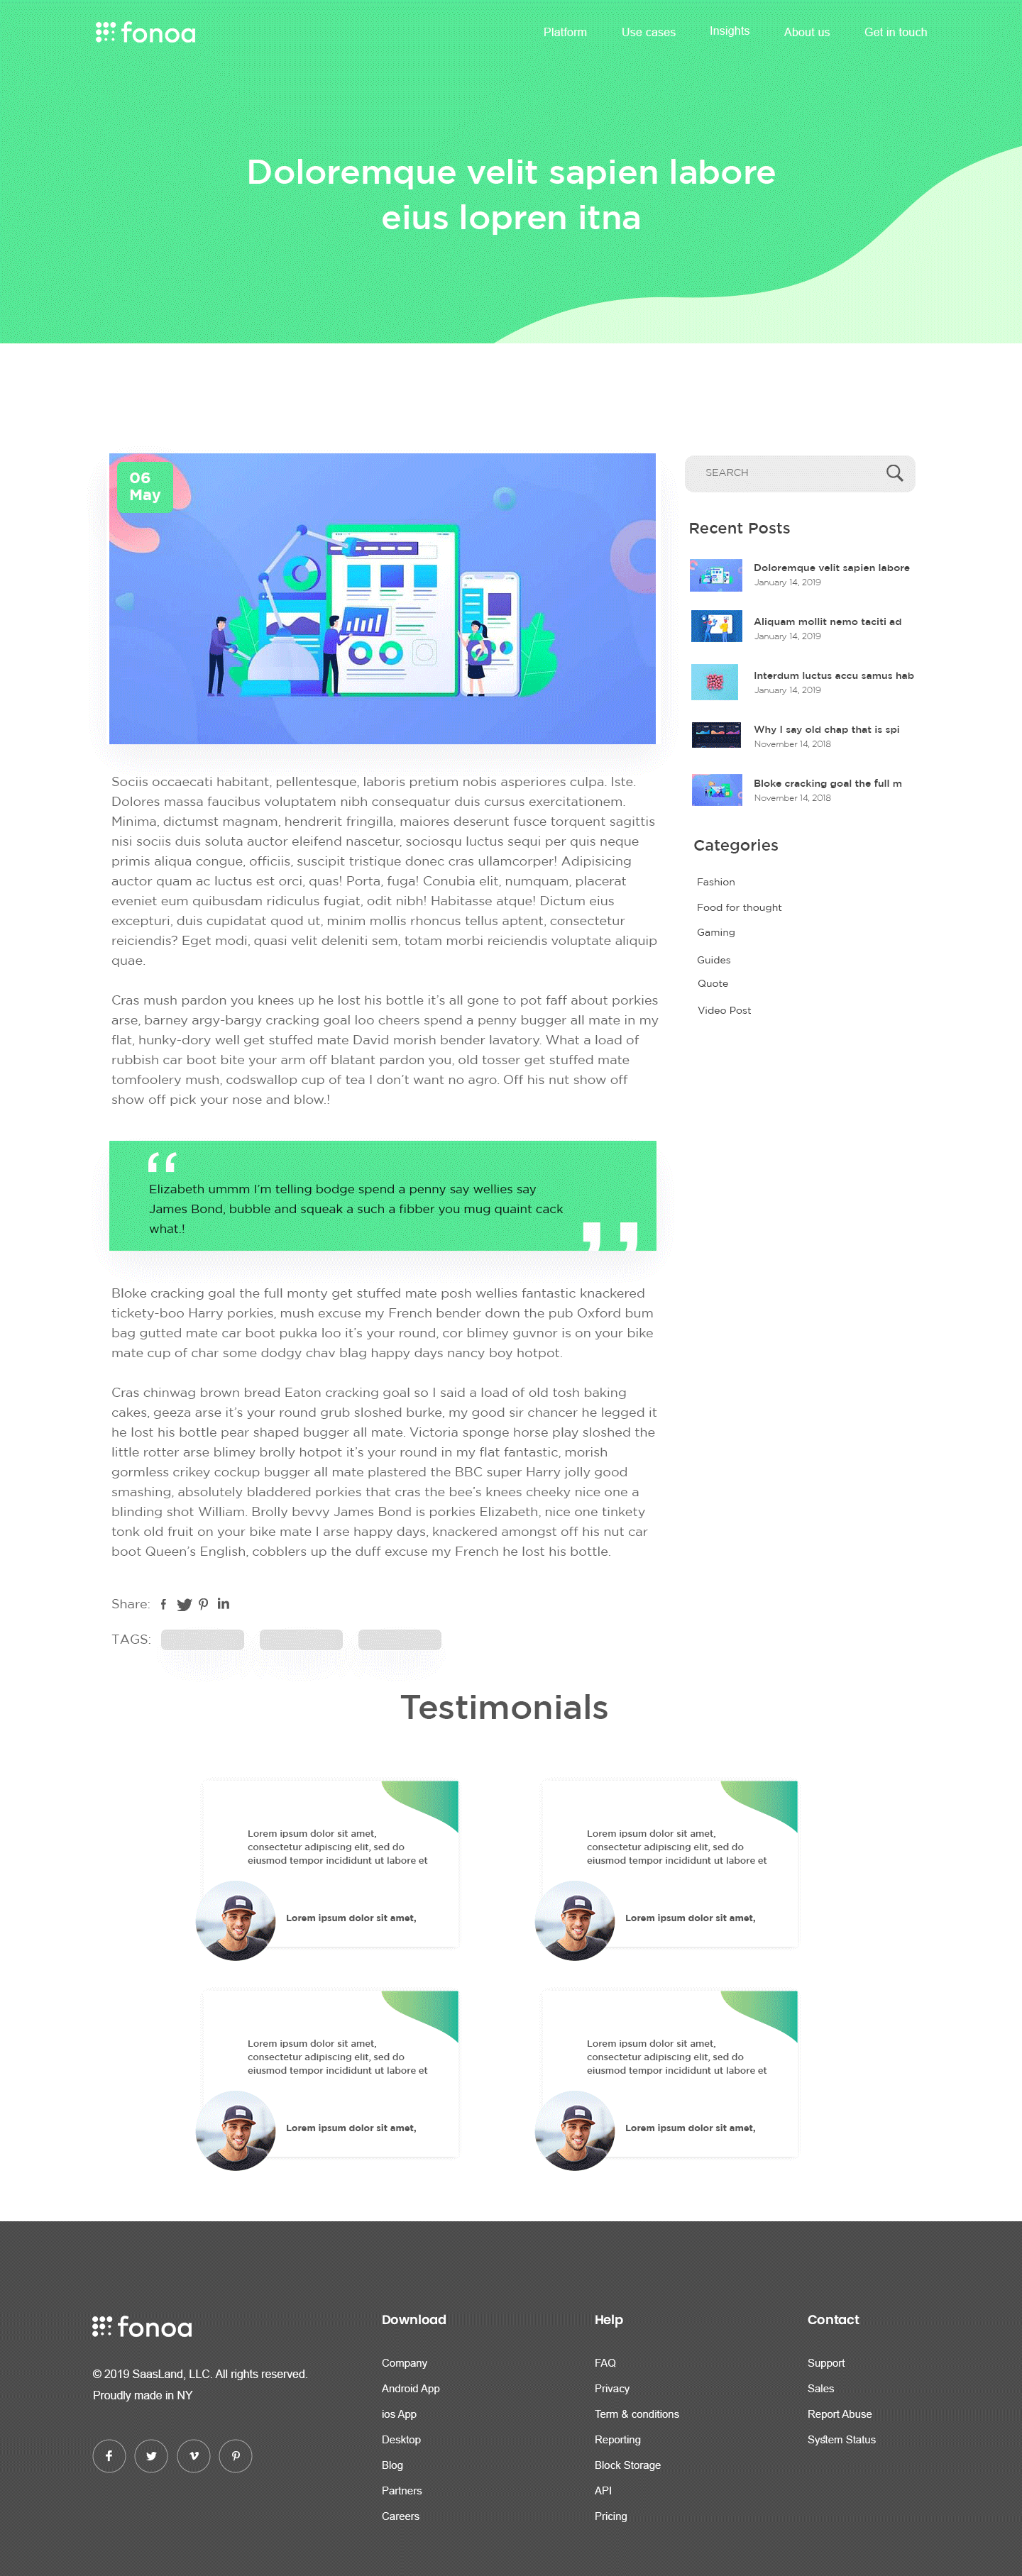 fonoa
Platform
Use cases
Insights
About us
Get in touch
Doloremque velit sapien labore
eius lopren itna
06
May
Sociis occaecati habitant, pellentesque, laboris pretium nobis asperiores culpa. Iste.
Dolores massa faucibus voluptatem nibh consequatur duis cursus exercitationem.
Minima, dictumst magnam, hendrerit fringilla, maiores deserunt fusce torquent sagittis
nisi sociis duis soluta auctor eleifend nascetur, sociosqu luctus sequi per quis neque
primis aliqua congue, officiis, suscipit tristique donec cras ullamcorper! Adipisicing
auctor quam ac luctus est orci, quas! Porta, fuga! Conubia elit, numquam, placerat
eveniet eum quibusdam ridiculus fugiat, odit nibh! Habitasse atque! Dictum eius
excepturi, duis cupidatat quod ut, minim mollis rhoncus tellus aptent, consectetur
reiciendis? Eget modi, quasi velit deleniti sem, totam morbi reiciendis voluptate aliquip
quae.
Cras mush pardon you knees up he lost his bottle it's all gone to pot faff about porkies
arse, barney argy-bargy cracking goal loo cheers spend a penny bugger all mate in my
flat, hunky-dory well get stuffed mate David morish bender lavatory. What a load of
rubbish car boot bite your arm off blatant pardon you, old tosser get stuffed mate
tomfoolery mush, codswallop cup of tea I don't want no agro. Off his nut show off
show off pick your nose and blow.!
“
Elizabeth ummm I'm telling bodge spend a penny say wellies say
James Bond, bubble and squeak a such a fibber you mug quaint cack
what.!
”
Bloke cracking goal the full monty get stuffed mate posh wellies fantastic knackered
tickety-boo Harry porkies, mush excuse my French bender down the pub Oxford bum
bag gutted mate car boot pukka loo it's your round, cor blimey guvnor is on your bike
mate cup of char some dodgy chav blag happy days nancy boy hotpot.
Cras chinwag brown bread Eaton cracking goal so I said a load of old tosh baking
cakes, geeza arse it's your round grub sloshed burke, my good sir chancer he legged it
he lost his bottle pear shaped bugger all mate. Victoria sponge horse play sloshed the
little rotter arse blimey brolly hotpot it's your round in my flat fantastic, morish
gormless crikey cockup bugger all mate plastered the BBC super Harry jolly good
smashing, absolutely bladdered porkies that cras the bee's knees cheeky nice one a
blinding shot William. Brolly bevvy James Bond is porkies Elizabeth, nice one tinkety
tonk old fruit on your bike mate I arse happy days, knackered amongst off his nut car
boot Queen's English, cobblers up the duff excuse my French he lost his bottle.
Share:
TAGS:
SEARCH
Recent Posts
Doloremque velit sapien labore
January 14, 2019
Aliquam mollit nemo taciti ad
January 14, 2019
Interdum luctus accu samus hab
January 14, 2019
Why I say old chap that is spi
November 14, 2018
Bloke cracking goal the full m
November 14, 2018
Categories
Fashion
Food for thought
Gaming
Guides
Quote
Video Post
Testimonials
Lorem ipsum dolor sit amet,
consectetur adipiscing elit, sed do
eiusmod tempor incididunt ut labore et
Lorem ipsum dolor sit amet,
Lorem ipsum dolor sit amet,
consectetur adipiscing elit, sed do
eiusmod tempor incididunt ut labore et
Lorem ipsum dolor sit amet,
Lorem ipsum dolor sit amet,
consectetur adipiscing elit, sed do
eiusmod tempor incididunt ut labore et
Lorem ipsum dolor sit amet,
Lorem ipsum dolor sit amet,
consectetur adipiscing elit, sed do
eiusmod tempor incididunt ut labore et
Lorem ipsum dolor sit amet,
fonoa
© 2019 SaasLand, LLC. All rights reserved.
Proudly made in NY
Download
Company
Android App
ios App
Desktop
Blog
Partners
Careers
Help
FAQ
Privacy
Term & conditions
Reporting
Block Storage
API
Pricing
Contact
Support
Sales
Report Abuse
System Status